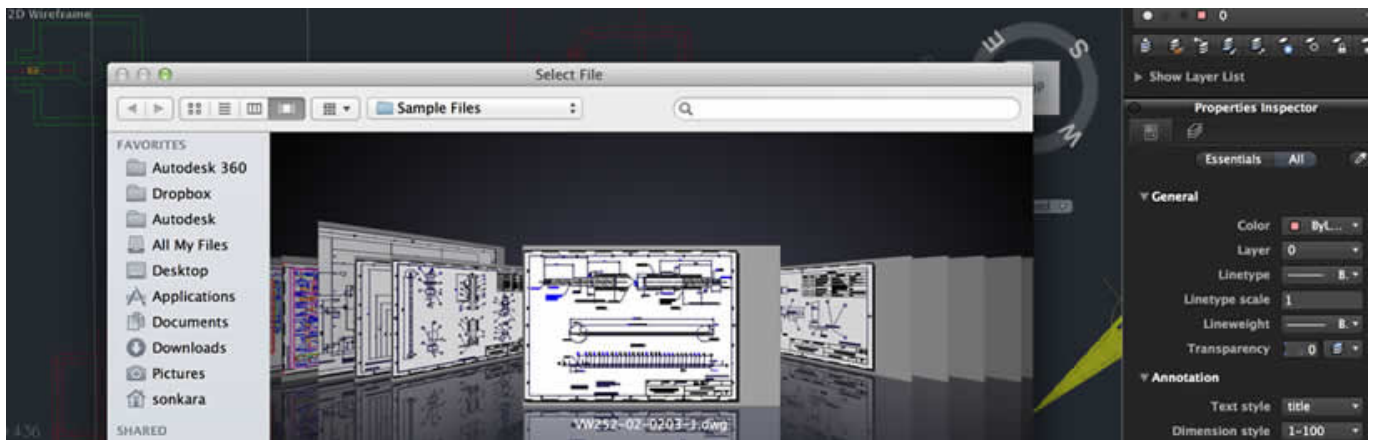 2D Wireframe
0
Select File
Show Layer List
Sample Files
Properties Inspector
FAVORITES
Autodesk 360
Dropbox
Autodesk
All My Files
Desktop
Applications
Documents
Downloads
Pictures
sonkara
SHARED
VW252-02-0203-J.dwg
E
S
W
Essentials All
General
Color ByL...
Layer 0
Linetype B.
Linetype scale 1
Lineweight B.
Transparency 0
Annotation
Text style title
Dimension style 1-100